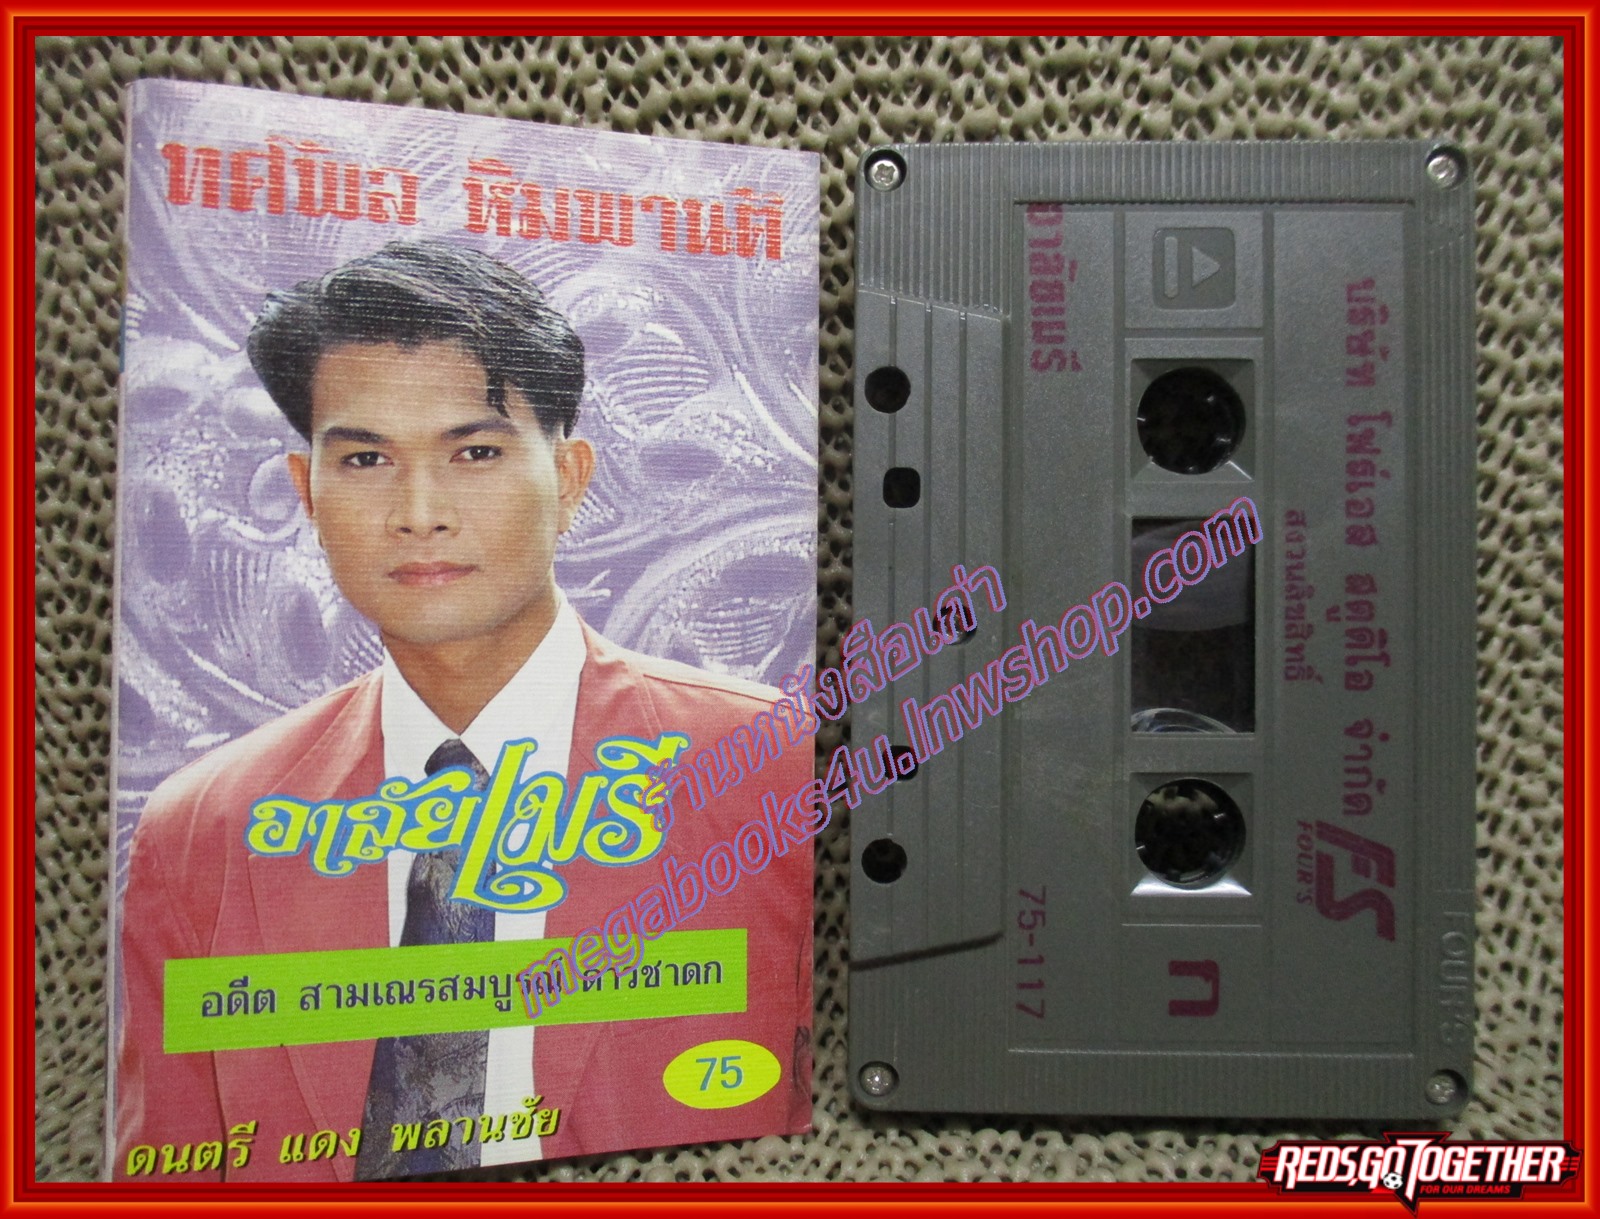 ทศพล หิมพานต์
อาลัยเมรี
อดีต สามเณรสมบูรณ์ ดาวชาดก
75
ดนตรี แดง พลานชัย
อาลัยเมรี
บริษัท โฟร์เอส สตูดิโอ จำกัด
สงวนลิขสิทธิ์
FS
FOUR'S
75-117
ก
FOUR'S
ร้านหนังสือเก่า
megabooks4u.lnwshop.com
REDS,GO TOGETHER
FOR OUR DREAMS